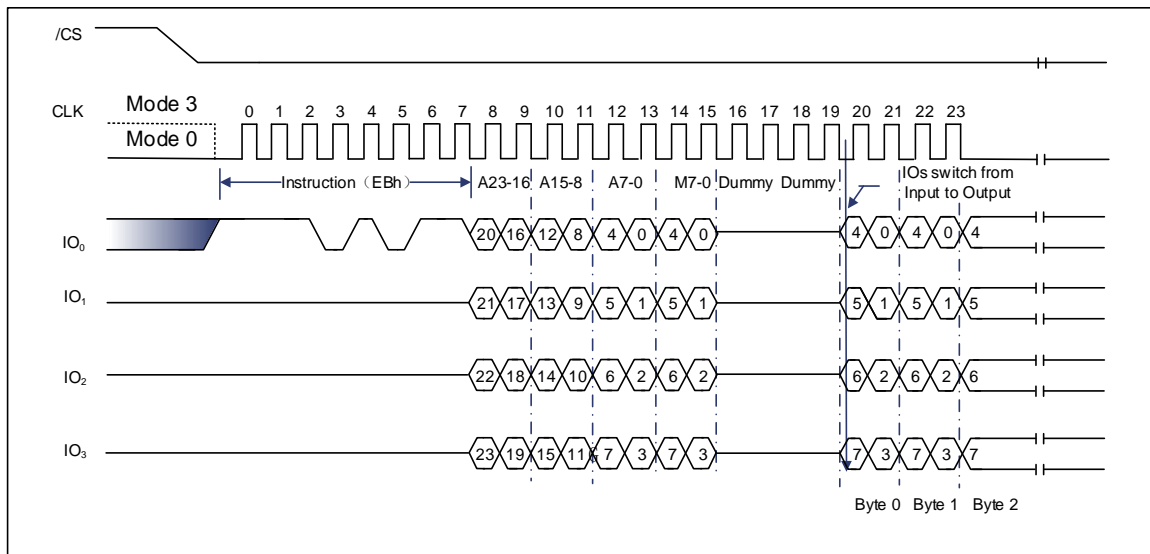 /CS
CLK
Mode 3
Mode 0
0 1 2 3 4 5 6 7 8 9 10 11 12 13 14 15 16 17 18 19 20 21 22 23
Instruction（EBh）
A23-16 A15-8 A7-0 M7-0 Dummy Dummy
IOs switch from
Input to Output
IO0
20 16 12 8 4 0 4 0 4 0 4 0 4
IO1
21 17 13 9 5 1 5 1 5 1 5 1 5
IO2
22 18 14 10 6 2 6 2 6 2 6 2 6
IO3
23 19 15 11 7 3 7 3 7 3 7 3 7
Byte 0 Byte 1 Byte 2